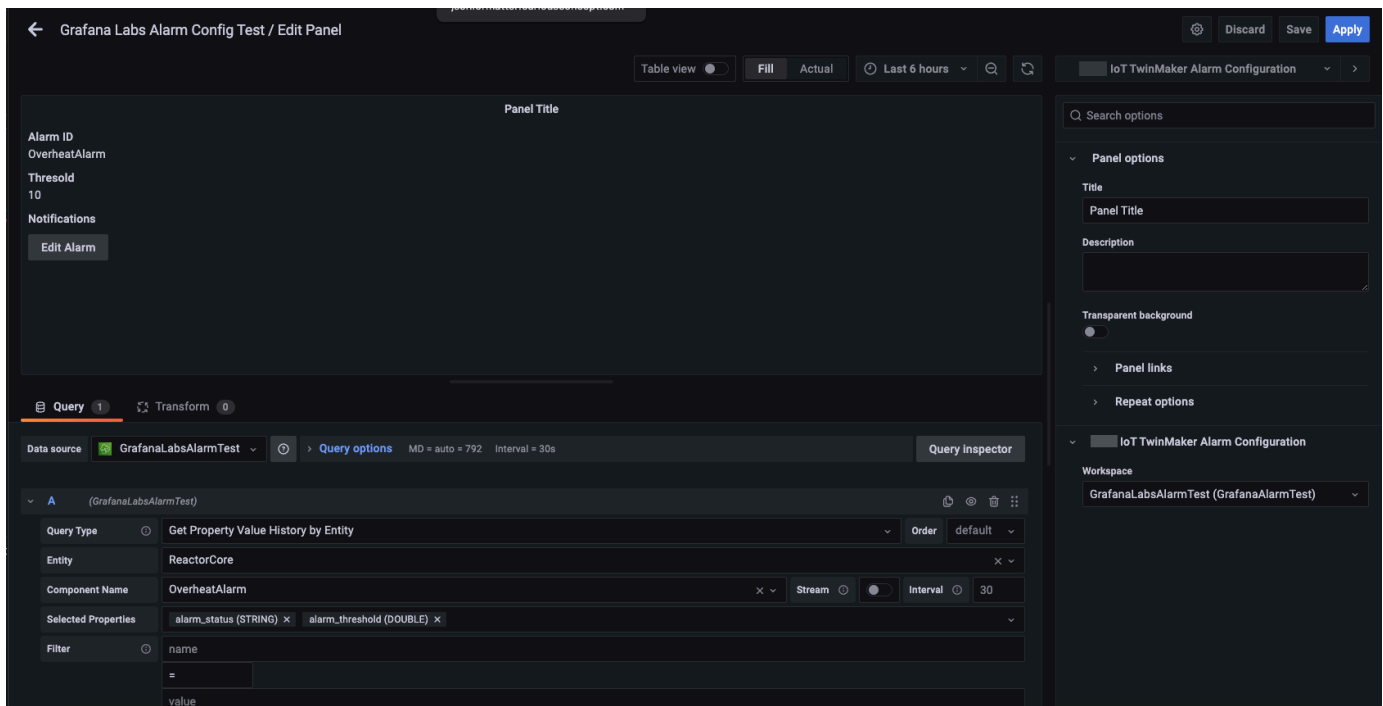 Grafana Labs Alarm Config Test / Edit Panel
Discard Save Apply
Table view Fill Actual Last 6 hours
IoT TwinMaker Alarm Configuration
Panel Title
Alarm ID
OverheatAlarm
Thresold
10
Notifications
Edit Alarm
Search options
Panel options
Title
Panel Title
Description
Transparent background
Panel links
Repeat options
IoT TwinMaker Alarm Configuration
Workspace
GrafanaLabsAlarmTest (GrafanaAlarmTest)
Query 1 Transform 0
Data source GrafanaLabsAlarmTest Query options MD = auto = 792 Interval = 30s Query inspector
A (GrafanaLabsAlarmTest)
Query Type Get Property Value History by Entity Order default
Entity ReactorCore
Component Name OverheatAlarm Stream Interval 30
Selected Properties alarm_status (STRING) × alarm_threshold (DOUBLE) ×
Filter name
=
value